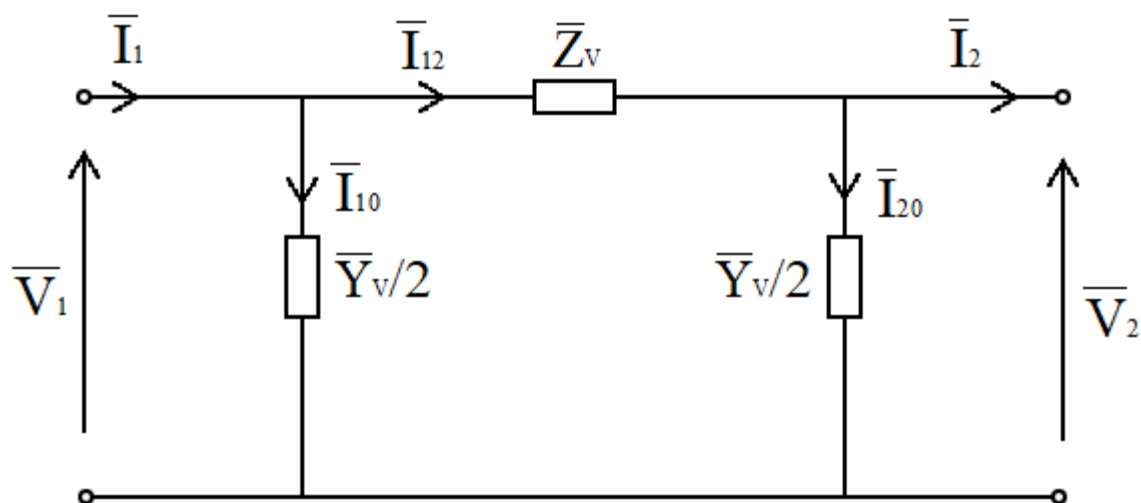 I̅₁
I̅₁₂
Z̅ᵥ
I̅₂
I̅₁₀
I̅₂₀
V̅₁
Y̅ᵥ/2
Y̅ᵥ/2
V̅₂